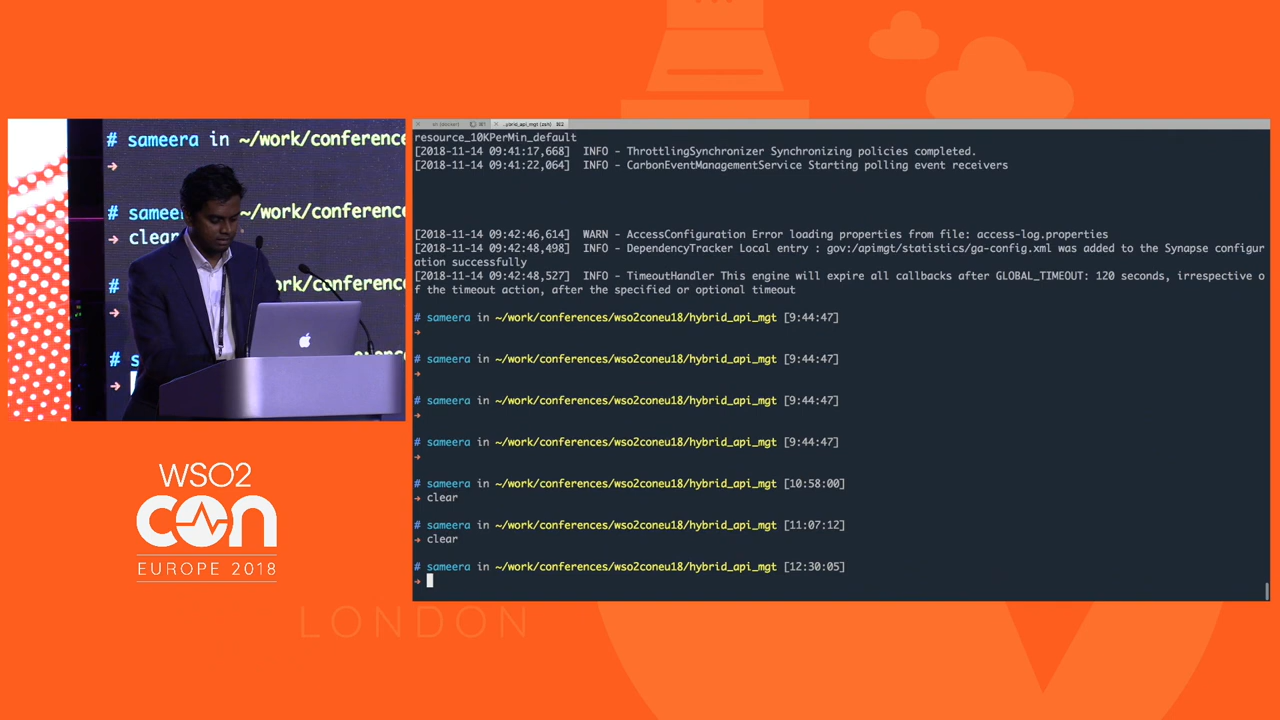 # sameera in ~/work/conference
➜
# samee ~/work/conference
➜ clear
# /conference
➜
# s
➜
WSO2
CON
EUROPE 2018
LONDON
resource_10KPerMin_default
[2018-11-14 09:41:17,668]  INFO - ThrottlingSynchronizer Synchronizing policies completed.
[2018-11-14 09:41:22,064]  INFO - CarbonEventManagementService Starting polling event receivers
[2018-11-14 09:42:46,614]  WARN - AccessConfiguration Error loading properties from file: access-log.properties
[2018-11-14 09:42:48,498]  INFO - DependencyTracker Local entry : gov:/apimgt/statistics/ga-config.xml was added to the Synapse configur
ation successfully
[2018-11-14 09:42:48,527]  INFO - TimeoutHandler This engine will expire all callbacks after GLOBAL_TIMEOUT: 120 seconds, irrespective o
f the timeout action, after the specified or optional timeout
# sameera in ~/work/conferences/wso2coneu18/hybrid_api_mgt [9:44:47]
➜
# sameera in ~/work/conferences/wso2coneu18/hybrid_api_mgt [9:44:47]
➜
# sameera in ~/work/conferences/wso2coneu18/hybrid_api_mgt [9:44:47]
➜
# sameera in ~/work/conferences/wso2coneu18/hybrid_api_mgt [9:44:47]
➜
# sameera in ~/work/conferences/wso2coneu18/hybrid_api_mgt [10:58:00]
➜ clear
# sameera in ~/work/conferences/wso2coneu18/hybrid_api_mgt [11:07:12]
➜ clear
# sameera in ~/work/conferences/wso2coneu18/hybrid_api_mgt [12:30:05]
➜